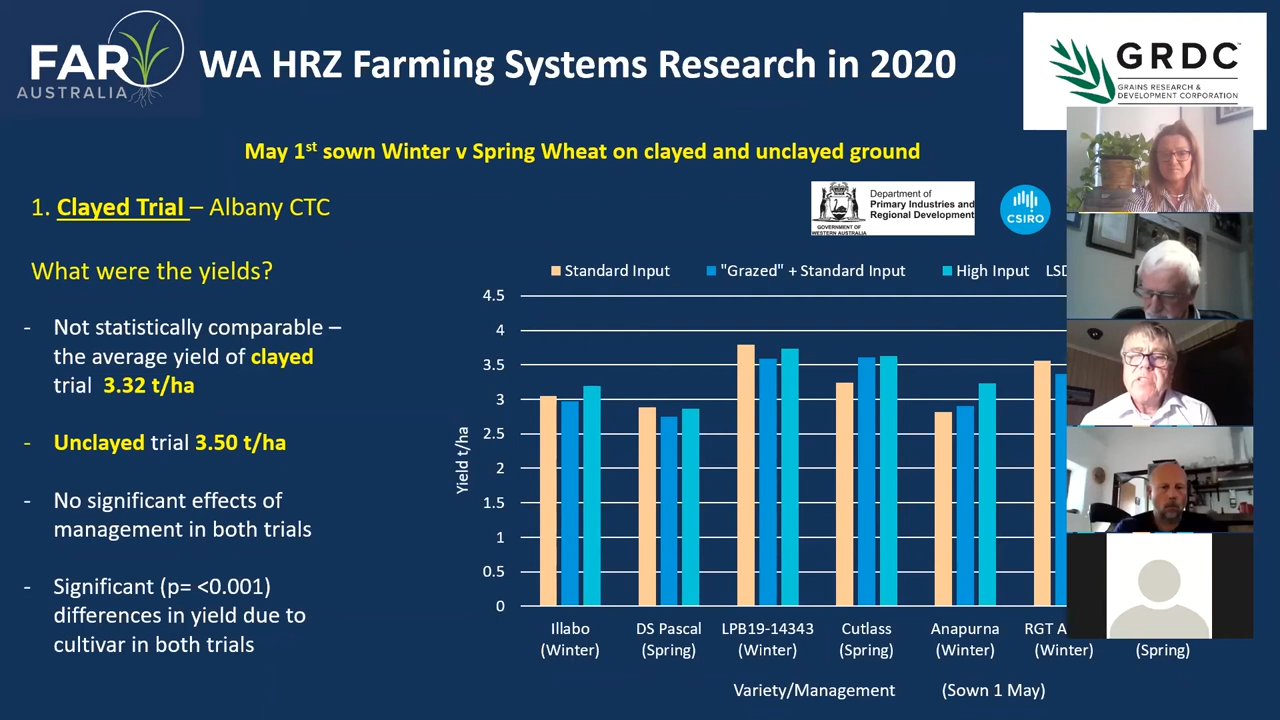 FAR
AUSTRALIA
WA HRZ Farming Systems Research in 2020
GRDC™
GRAINS RESEARCH &
DEVELOPMENT CORPORATION
May 1st sown Winter v Spring Wheat on clayed and unclayed ground
1. Clayed Trial – Albany CTC
Department of
Primary Industries and
Regional Development
GOVERNMENT OF
WESTERN AUSTRALIA
CSIRO
What were the yields?
- Not statistically comparable –
the average yield of clayed
trial 3.32 t/ha
- Unclayed trial 3.50 t/ha
- No significant effects of
management in both trials
- Significant (p= <0.001)
differences in yield due to
cultivar in both trials
Standard Input "Grazed" + Standard Input High Input
4.5
4
3.5
3
2.5
2
1.5
1
0.5
0
Yield t/ha
Illabo DS Pascal LPB19-14343 Cutlass Anapurna RGT
(Winter) (Spring) (Winter) (Spring) (Winter) (Winter) (Spring)
Variety/Management (Sown 1 May)